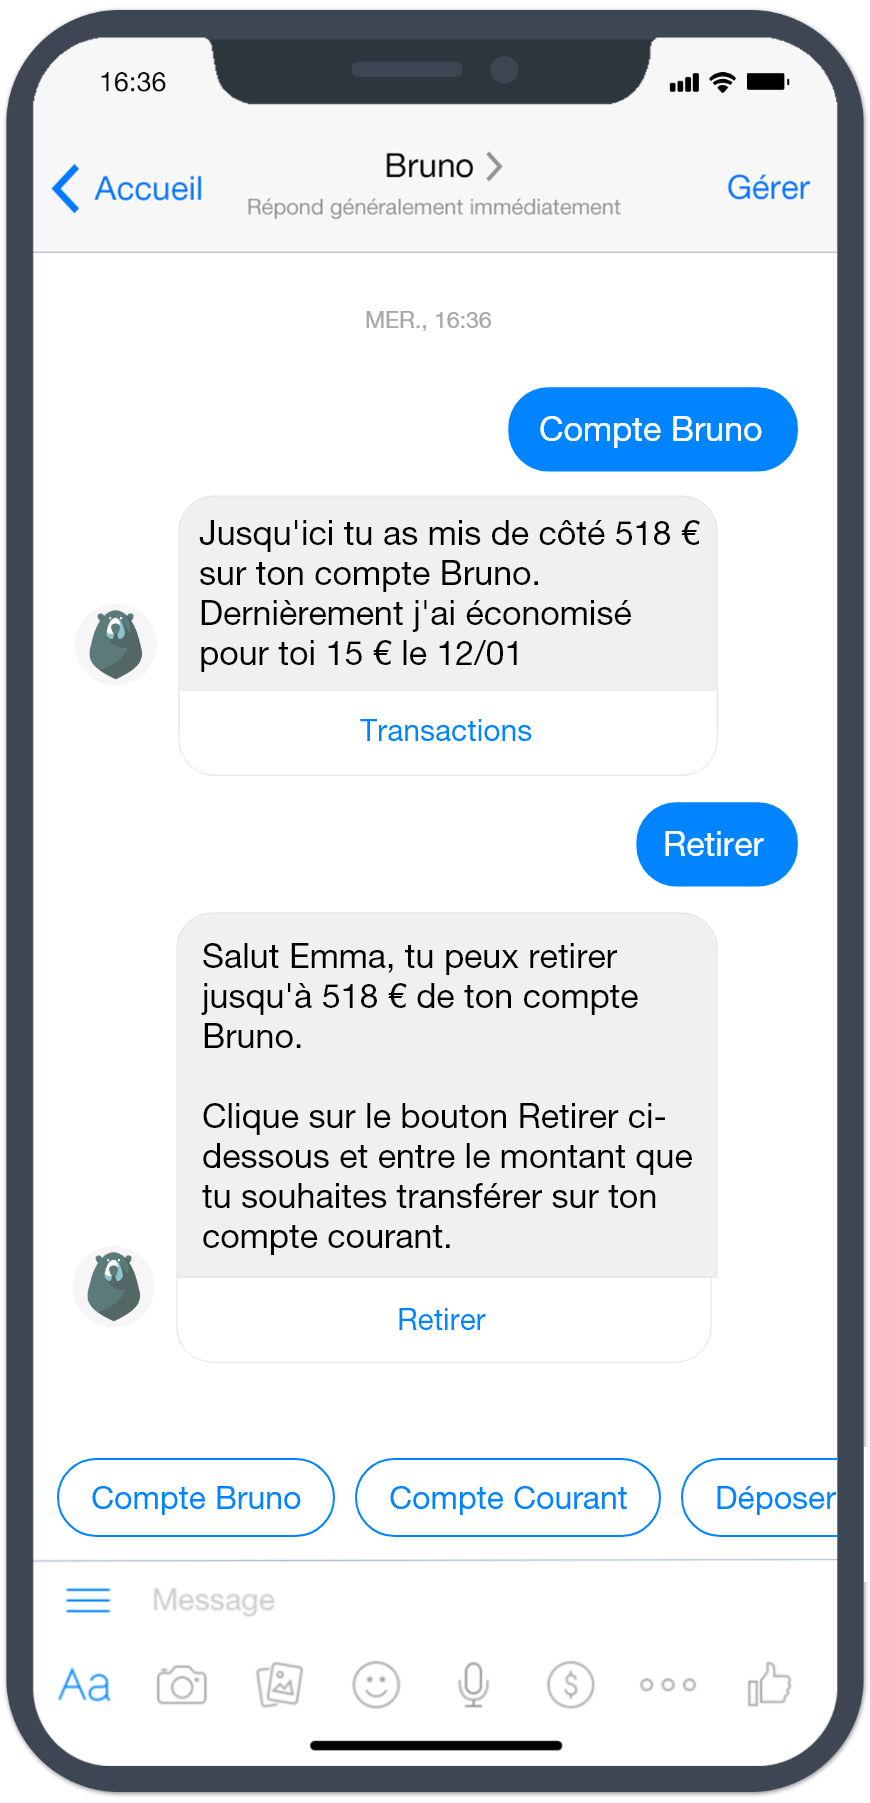 16:36
Accueil
Bruno
Répond généralement immédiatement
Gérer
MER., 16:36
Compte Bruno
Jusqu'ici tu as mis de côté 518 €
sur ton compte Bruno.
Dernièrement j'ai économisé
pour toi 15 € le 12/01
Transactions
Retirer
Salut Emma, tu peux retirer
jusqu'à 518 € de ton compte
Bruno.
Clique sur le bouton Retirer ci-
dessous et entre le montant que
tu souhaites transférer sur ton
compte courant.
Retirer
Compte Bruno
Compte Courant
Déposer
Message
Aa
$